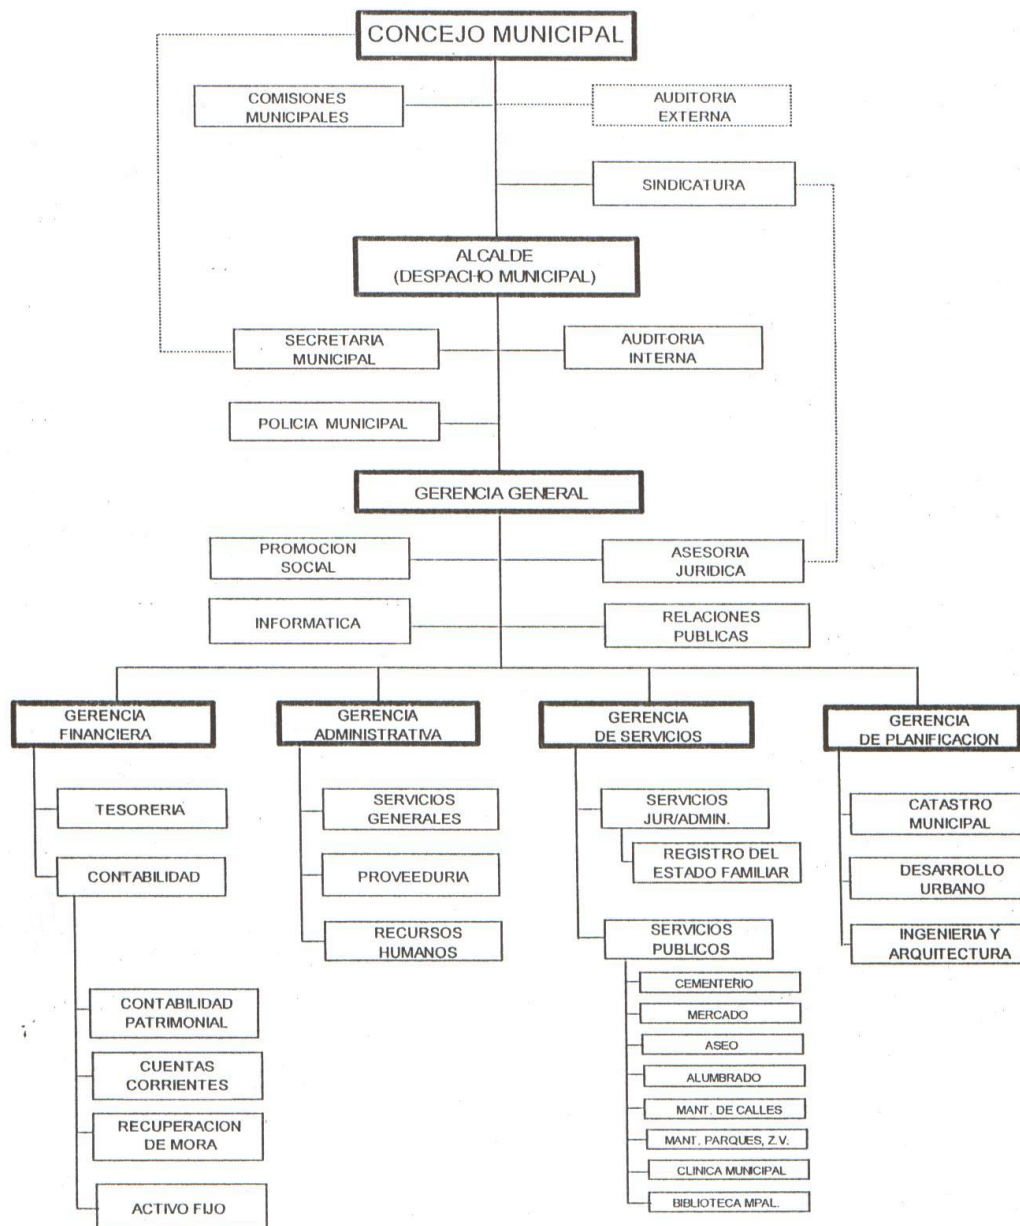 CONCEJO MUNICIPAL
COMISIONES
MUNICIPALES
AUDITORIA
EXTERNA
SINDICATURA
ALCALDE
(DESPACHO MUNICIPAL)
SECRETARIA
MUNICIPAL
AUDITORIA
INTERNA
POLICIA MUNICIPAL
GERENCIA GENERAL
PROMOCION
SOCIAL
ASESORIA
JURIDICA
INFORMATICA
RELACIONES
PUBLICAS
GERENCIA
FINANCIERA
GERENCIA
ADMINISTRATIVA
GERENCIA
DE SERVICIOS
GERENCIA
DE PLANIFICACION
TESORERIA
CONTABILIDAD
CONTABILIDAD
PATRIMONIAL
CUENTAS
CORRIENTES
RECUPERACION
DE MORA
ACTIVO FIJO
SERVICIOS
GENERALES
PROVEEDURIA
RECURSOS
HUMANOS
SERVICIOS
JUR/ADMIN.
REGISTRO DEL
ESTADO FAMILIAR
SERVICIOS
PUBLICOS
CEMENTERIO
MERCADO
ASEO
ALUMBRADO
MANT. DE CALLES
MANT. PARQUES, Z.V.
CLINICA MUNICIPAL
BIBLIOTECA MPAL.
CATASTRO
MUNICIPAL
DESARROLLO
URBANO
INGENIERIA Y
ARQUITECTURA